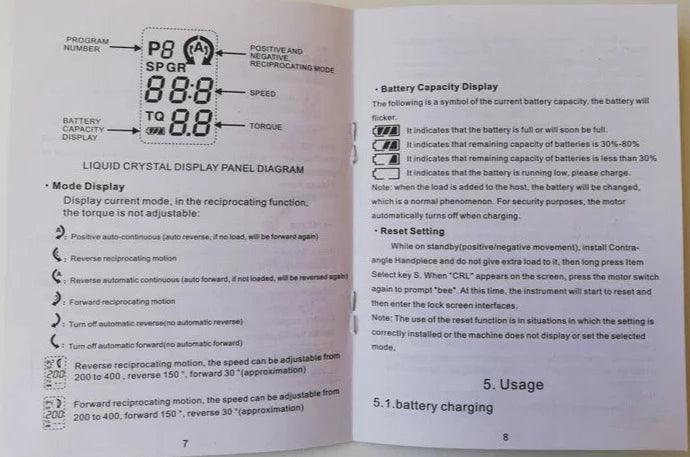 PROGRAM
NUMBER
P8
(A)
POSITIVE AND
NEGATIVE,
RECIPROCATING MODE
SPGR
88:8
SPEED
TQ
8.8
BATTERY
CAPACITY
DISPLAY
TORQUE
LIQUID CRYSTAL DISPLAY PANEL DIAGRAM
· Mode Display
Display current mode, in the reciprocating function,
the torque is not adjustable:
: Positive auto-continuous (auto reverse, if no load, will be forward again)
: Reverse reciprocating motion
: Reverse automatic continuous (auto forward, if not loaded, will be reversed again)
: Forward reciprocating motion
: Turn off automatic reverse(no automatic reverse)
: Turn off automatic forward(no automatic forward)
Reverse reciprocating motion, the speed can be adjustable from
200
200 to 400 , reverse 150 °, forward 30 °(approximation)
Forward reciprocating motion, the speed can be adjustable from
200
200 to 400, forward 150 °, reverse 30 °(approximation)
7
· Battery Capacity Display
The following is a symbol of the current battery capacity, the battery will
flicker.
It indicates that the battery is full or will soon be full.
It indicates that remaining capacity of batteries is 30%-80%
It indicates that remaining capacity of batteries is less than 30%
It indicates that the battery is running low, please charge.
Note: when the load is added to the host, the battery will be changed,
which is a normal phenomenon. For security purposes, the motor
automatically turns off when charging.
· Reset Setting
While on standby(positive/negative movement), install Contra-
angle Handpiece and do not give extra load to it, then long press Item
Select key S. When "CRL" appears on the screen, press the motor switch
again to prompt "bee". At this time, the instrument will start to reset and
then enter the lock screen interfaces.
Note: The use of the reset function is in situations in which the setting is
correctly installed or the machine does not display or set the selected
mode.
5. Usage
5.1.battery charging
8